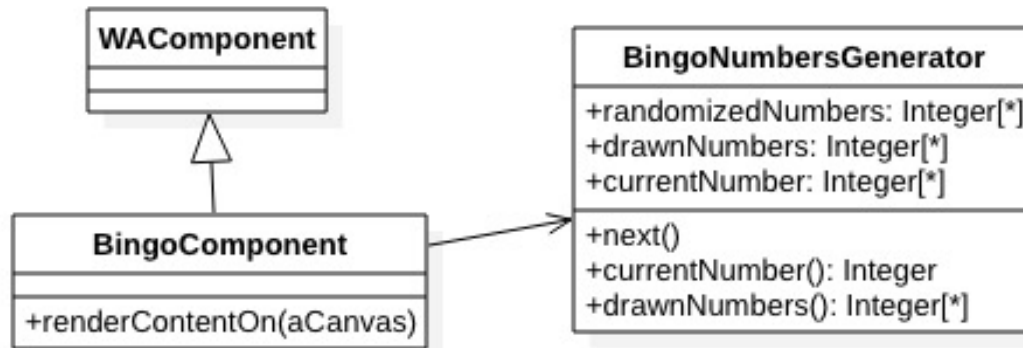 WAComponent
BingoComponent
+renderContentOn(aCanvas)
BingoNumbersGenerator
+randomizedNumbers: Integer[*]
+drawnNumbers: Integer[*]
+currentNumber: Integer[*]
+next()
+currentNumber(): Integer
+drawnNumbers(): Integer[*]